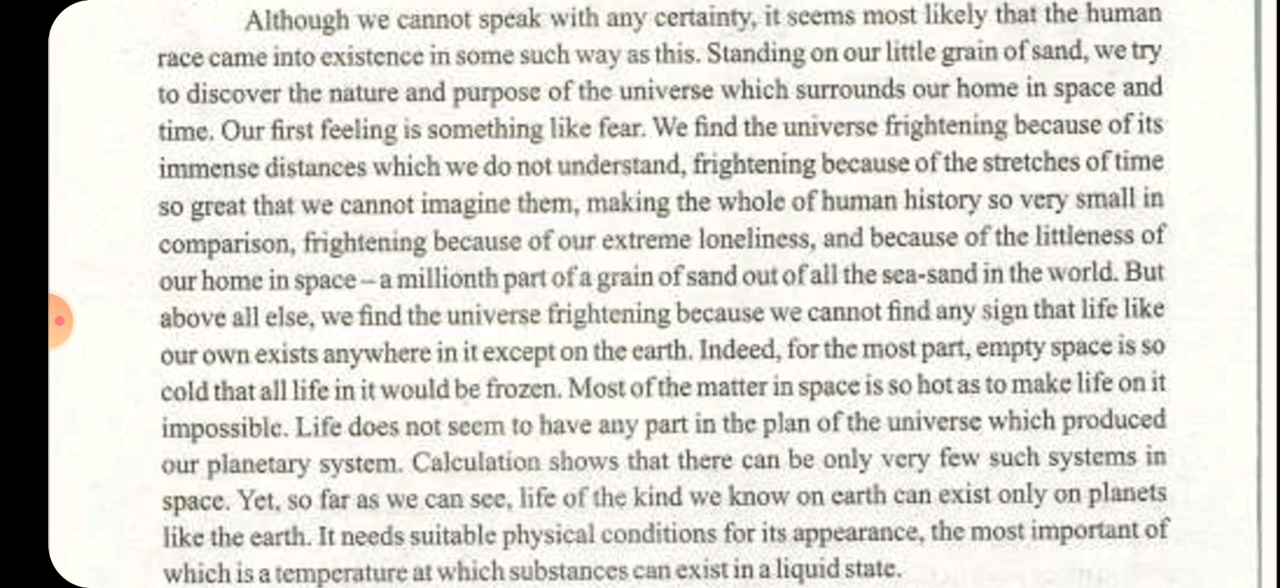 Although we cannot speak with any certainty, it seems most likely that the human
race came into existence in some such way as this. Standing on our little grain of sand, we try
to discover the nature and purpose of the universe which surrounds our home in space and
time. Our first feeling is something like fear. We find the universe frightening because of its
immense distances which we do not understand, frightening because of the stretches of time
so great that we cannot imagine them, making the whole of human history so very small in
comparison, frightening because of our extreme loneliness, and because of the littleness of
our home in space – a millionth part of a grain of sand out of all the sea-sand in the world. But
above all else, we find the universe frightening because we cannot find any sign that life like
our own exists anywhere in it except on the earth. Indeed, for the most part, empty space is so
cold that all life in it would be frozen. Most of the matter in space is so hot as to make life on it
impossible. Life does not seem to have any part in the plan of the universe which produced
our planetary system. Calculation shows that there can be only very few such systems in
space. Yet, so far as we can see, life of the kind we know on earth can exist only on planets
like the earth. It needs suitable physical conditions for its appearance, the most important of
which is a temperature at which substances can exist in a liquid state.